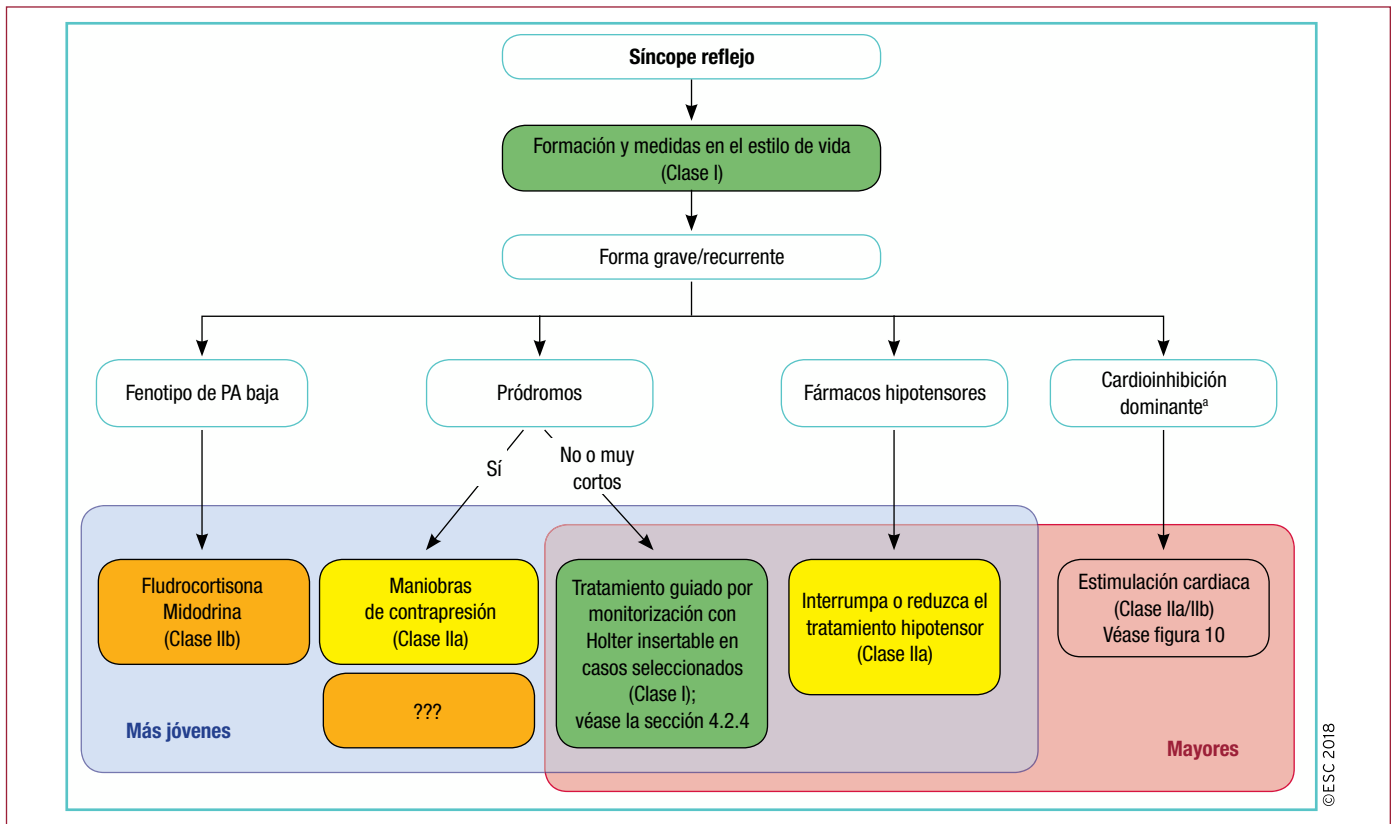 Síncope reflejo
Formación y medidas en el estilo de vida
(Clase I)
Forma grave/recurrente
Fenotipo de PA baja
Pródromos
Fármacos hipotensores
Cardioinhibición
dominanteᵃ
Sí
No o muy
cortos
Fludrocortisona
Midodrina
(Clase IIb)
Maniobras
de contrapresión
(Clase IIa)
???
Tratamiento guiado por
monitorización con
Holter insertable en
casos seleccionados
(Clase I);
véase la sección 4.2.4
Interrumpa o reduzca el
tratamiento hipotensor
(Clase IIa)
Estimulación cardiaca
(Clase IIa/IIb)
Véase figura 10
Más jóvenes
Mayores
©ESC 2018